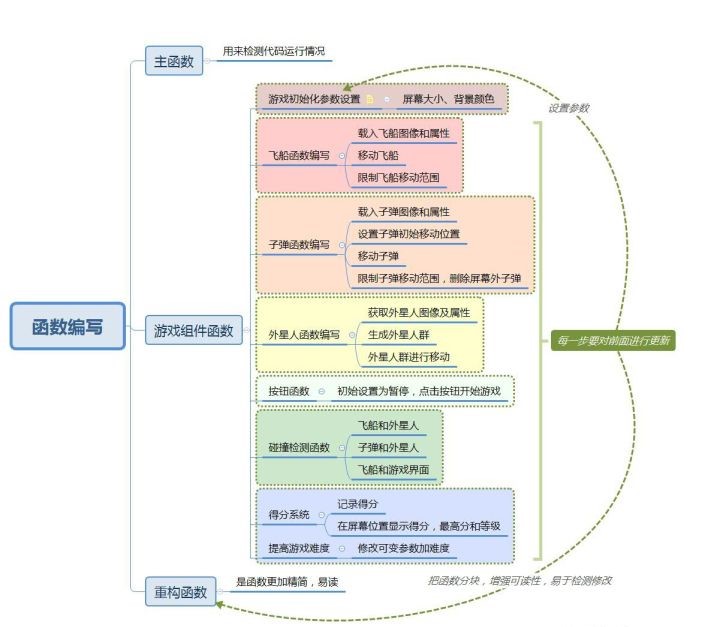 主函数
用来检测代码运行情况
游戏初始化参数设置
屏幕大小、背景颜色
设置参数
飞船函数编写
载入飞船图像和属性
移动飞船
限制飞船移动范围
子弹函数编写
载入子弹图像和属性
设置子弹初始移动位置
移动子弹
限制子弹移动范围，删除屏幕外子弹
函数编写
游戏组件函数
外星人函数编写
获取外星人图像及属性
生成外星人群
外星人群进行移动
每一步要对前面进行更新
按钮函数
初始设置为暂停，点击按钮开始游戏
碰撞检测函数
飞船和外星人
子弹和外星人
飞船和游戏界面
得分系统
记录得分
在屏幕位置显示得分，最高分和等级
提高游戏难度
修改可变参数加难度
重构函数
是函数更加精简，易读
把函数分块，增强可读性，易于检测修改